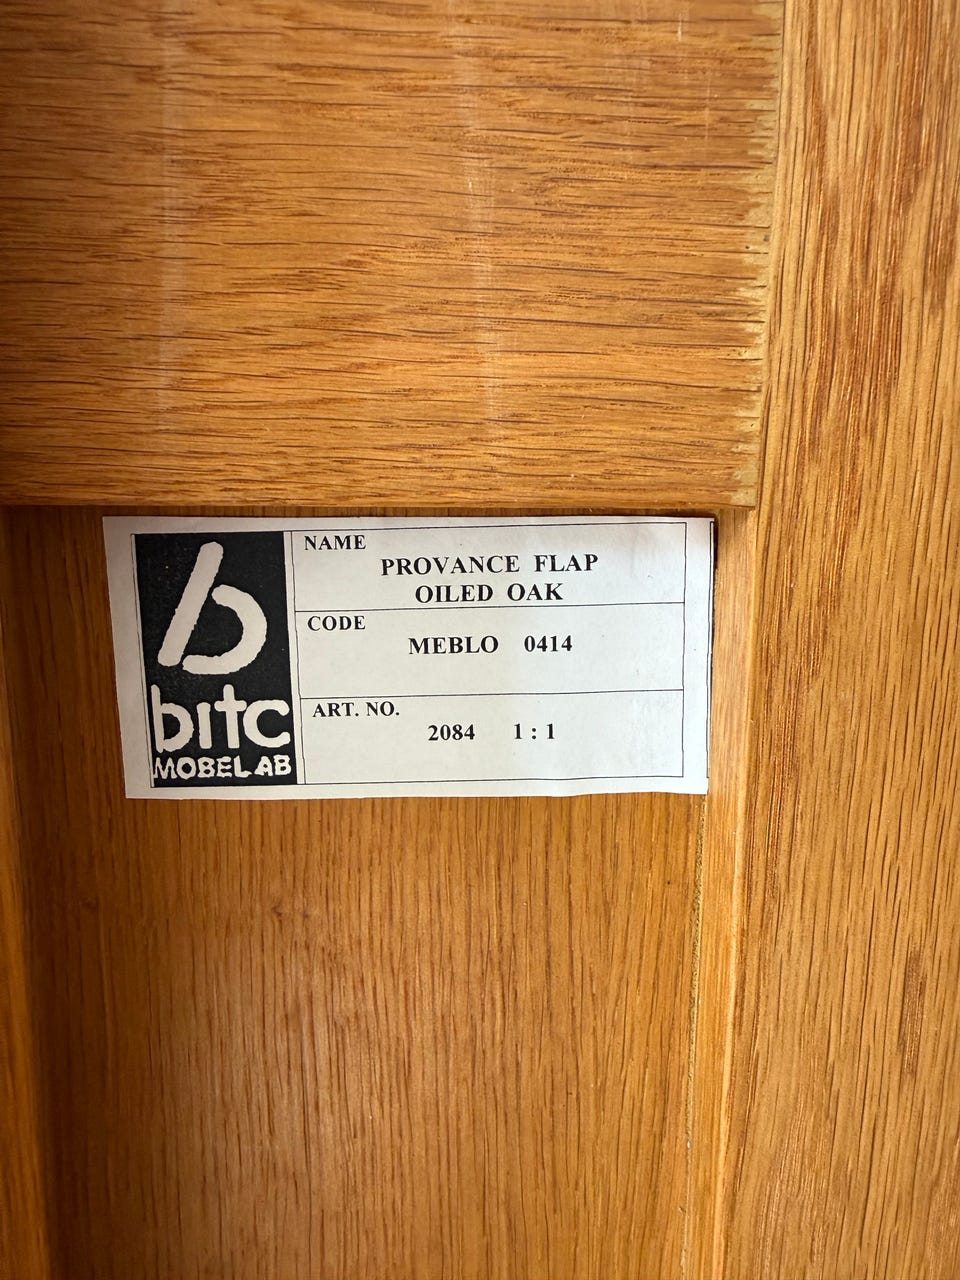 b
bitc
MOBEL AB
NAME
PROVANCE FLAP
OILED OAK
CODE
MEBLO 0414
ART. NO.
2084 1 : 1